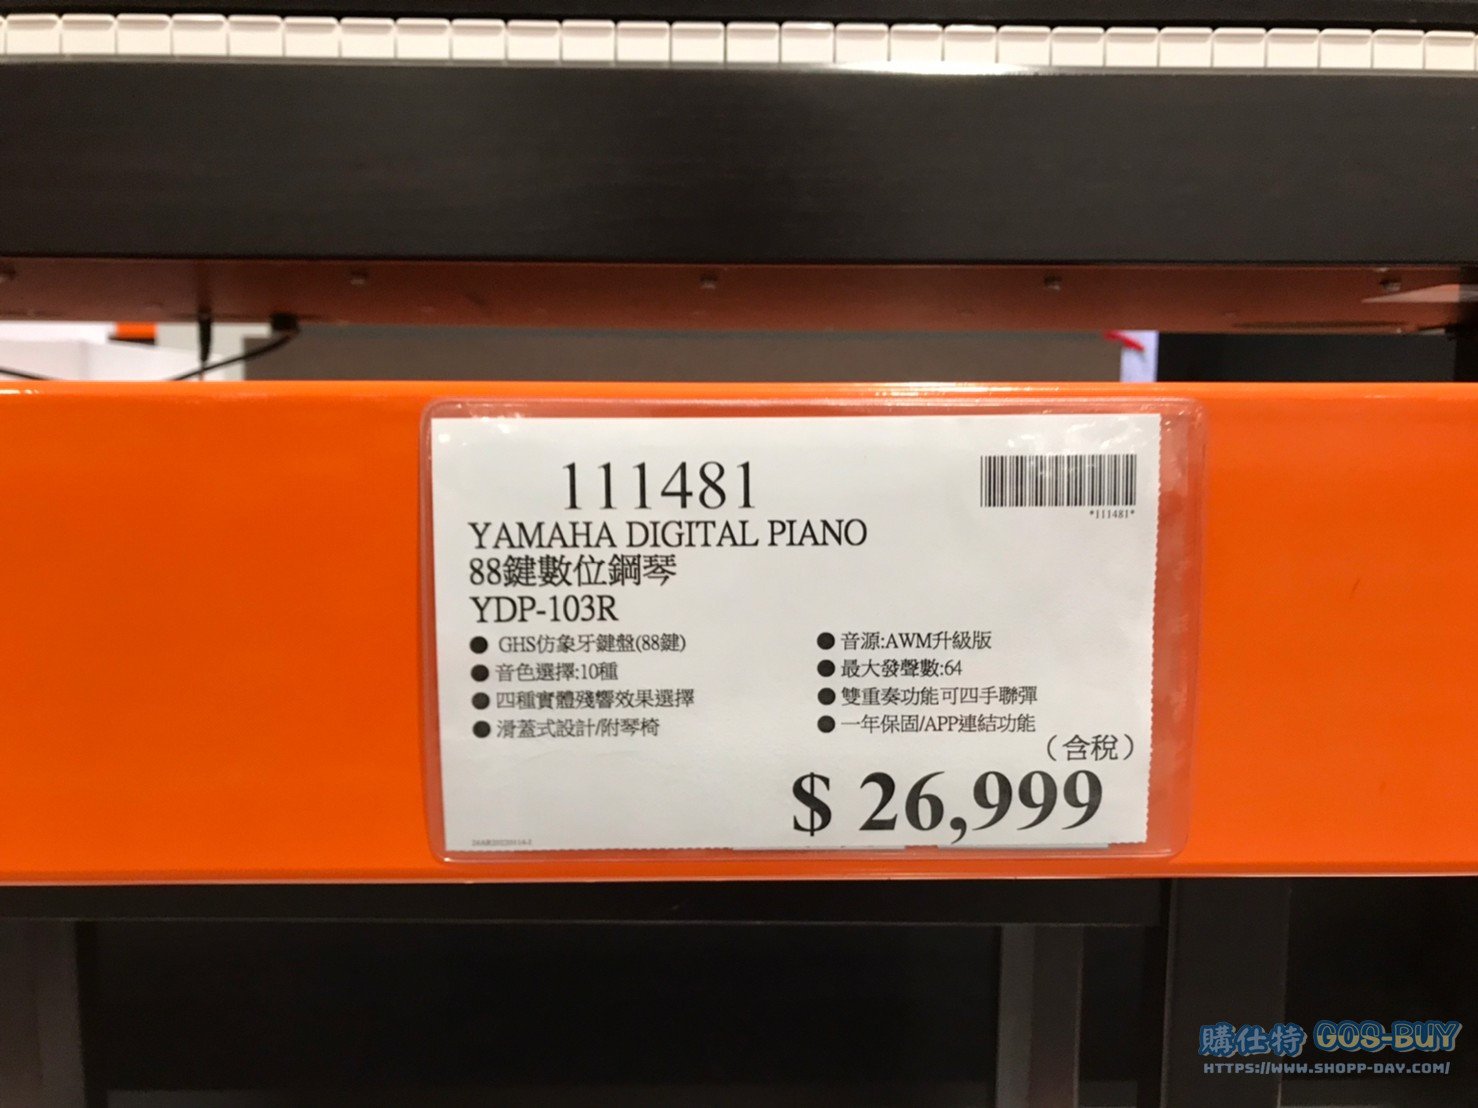 111481
*111481*
YAMAHA DIGITAL PIANO
88鍵數位鋼琴
YDP-103R
● GHS仿象牙鍵盤(88鍵)
● 音色選擇:10種
● 四種實體殘響效果選擇
● 滑蓋式設計/附琴椅
● 音源:AWM升級版
● 最大發聲數:64
● 雙重奏功能可四手聯彈
● 一年保固/APP連結功能
（含稅）
$ 26,999
購仕特 GOS-BUY
HTTPS://WWW.SHOPP-DAY.COM/